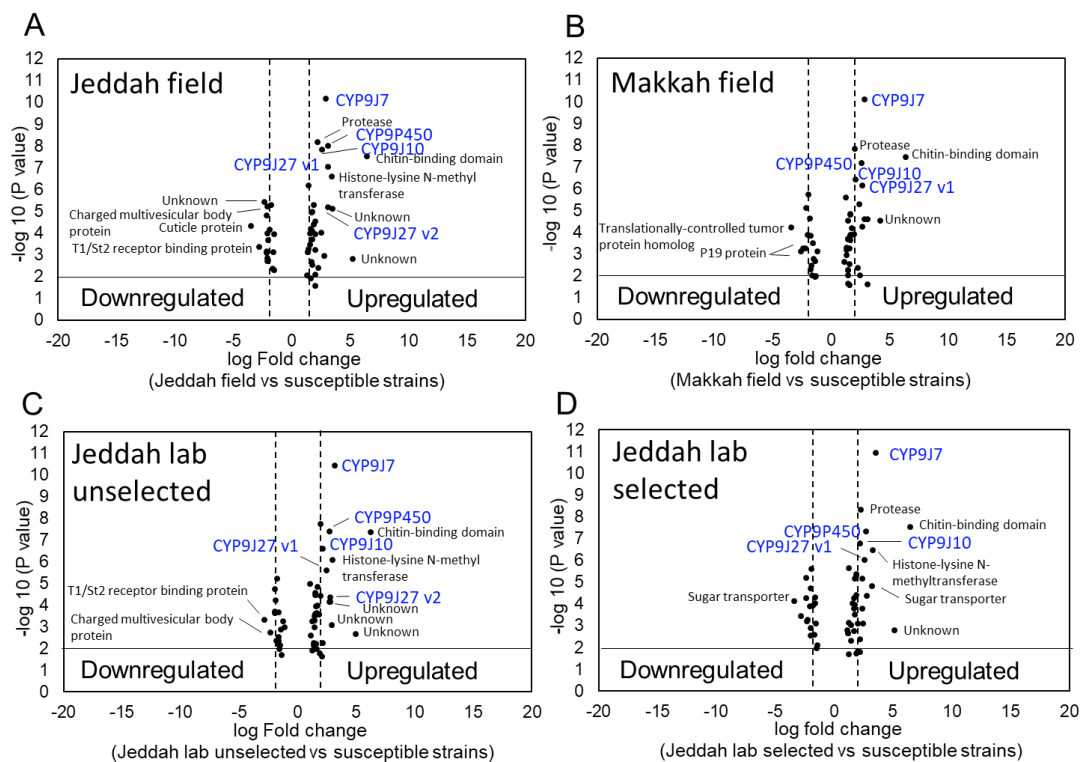 A
Jeddah field
12
11
10
9
8
7
6
5
4
3
2
1
0
-log 10 (P value)
CYP9J7
Protease
CYP9P450
CYP9J10
CYP9J27 v1
Chitin-binding domain
Histone-lysine N-methyl
transferase
Unknown
Charged multivesicular body
protein
Cuticle protein
T1/St2 receptor binding protein
Unknown
CYP9J27 v2
Unknown
Downregulated
Upregulated
-20 -15 -10 -5 0 5 10 15 20
log Fold change
(Jeddah field vs susceptible strains)
B
Makkah field
12
11
10
9
8
7
6
5
4
3
2
1
0
-log 10 (P value)
CYP9J7
Protease
Chitin-binding domain
CYP9P450
CYP9J10
CYP9J27 v1
Unknown
Translationally-controlled tumor
protein homolog
P19 protein
Downregulated
Upregulated
-20 -15 -10 -5 0 5 10 15 20
log fold change
(Makkah field vs susceptible strains)
C
Jeddah lab
unselected
12
11
10
9
8
7
6
5
4
3
2
1
0
-log 10 (P value)
CYP9J7
CYP9P450
Chitin-binding domain
CYP9J27 v1
CYP9J10
Histone-lysine N-methyl
transferase
T1/St2 receptor binding protein
CYP9J27 v2
Unknown
Charged multivesicular body
protein
Unknown
Unknown
Downregulated
Upregulated
-20 -15 -10 -5 0 5 10 15 20
log Fold change
(Jeddah lab unselected vs susceptible strains)
D
Jeddah lab
selected
12
11
10
9
8
7
6
5
4
3
2
1
0
-log 10 (P value)
CYP9J7
Protease
Chitin-binding domain
CYP9P450
CYP9J10
CYP9J27 v1
Histone-lysine N-
methyltransferase
Sugar transporter
Sugar transporter
Unknown
Downregulated
Upregulated
-20 -15 -10 -5 0 5 10 15 20
log fold change
(Jeddah lab selected vs susceptible strains)